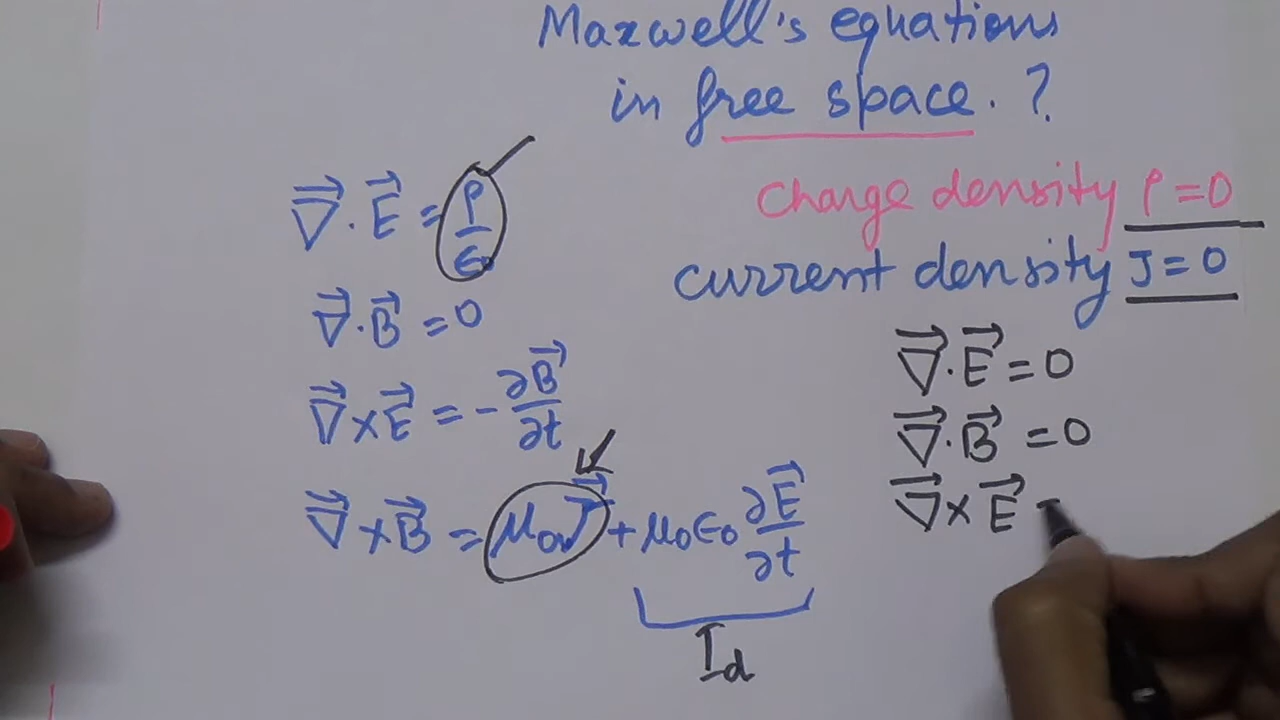 Maxwell's equations
in free space. ?
∇⃗ . E⃗ = ρ/ϵ₀
∇⃗ . B⃗ = 0
∇⃗ × E⃗ = - ∂B⃗/∂t
∇⃗ × B⃗ = μ₀J⃗ + μ₀ϵ₀ ∂E⃗/∂t
I_d
charge density ρ = 0
current density J = 0
∇⃗ . E⃗ = 0
∇⃗ . B⃗ = 0
∇⃗ × E⃗